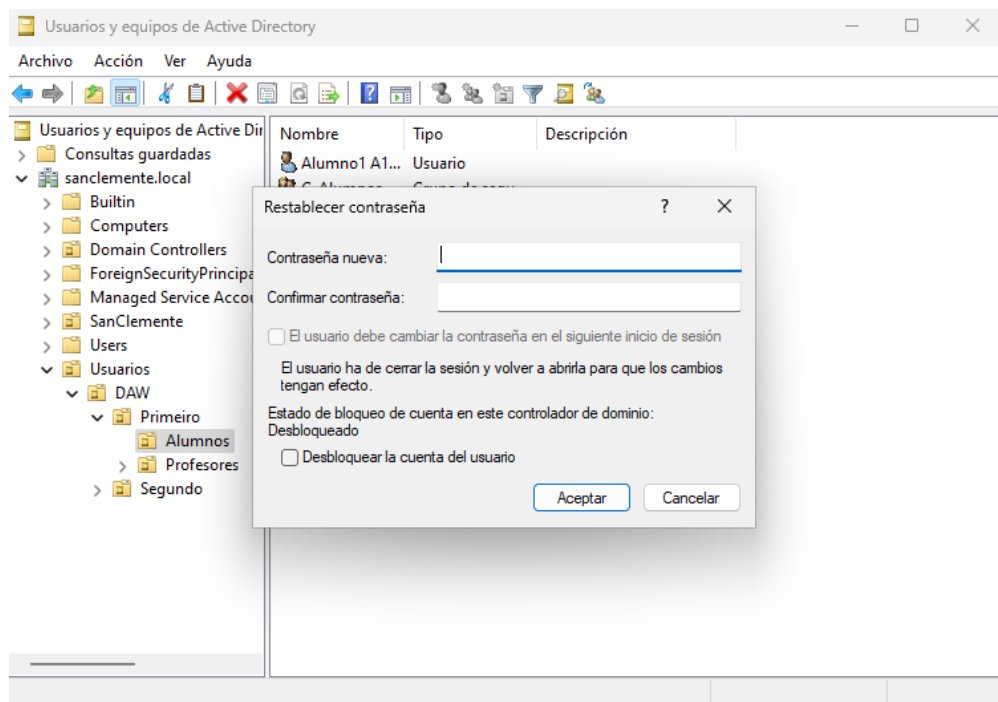 Usuarios y equipos de Active Directory
Archivo Acción Ver Ayuda
Usuarios y equipos de Active Dir
Consultas guardadas
sanclemente.local
Builtin
Computers
Domain Controllers
ForeignSecurityPrincipa
Managed Service Accou
SanClemente
Users
Usuarios
DAW
Primeiro
Alumnos
Profesores
Segundo
Nombre Tipo Descripción
Alumno1 A1... Usuario
Restablecer contraseña ?
Contraseña nueva:
Confirmar contraseña:
El usuario debe cambiar la contraseña en el siguiente inicio de sesión
El usuario ha de cerrar la sesión y volver a abrirla para que los cambios
tengan efecto.
Estado de bloqueo de cuenta en este controlador de dominio:
Desbloqueado
Desbloquear la cuenta del usuario
Aceptar Cancelar